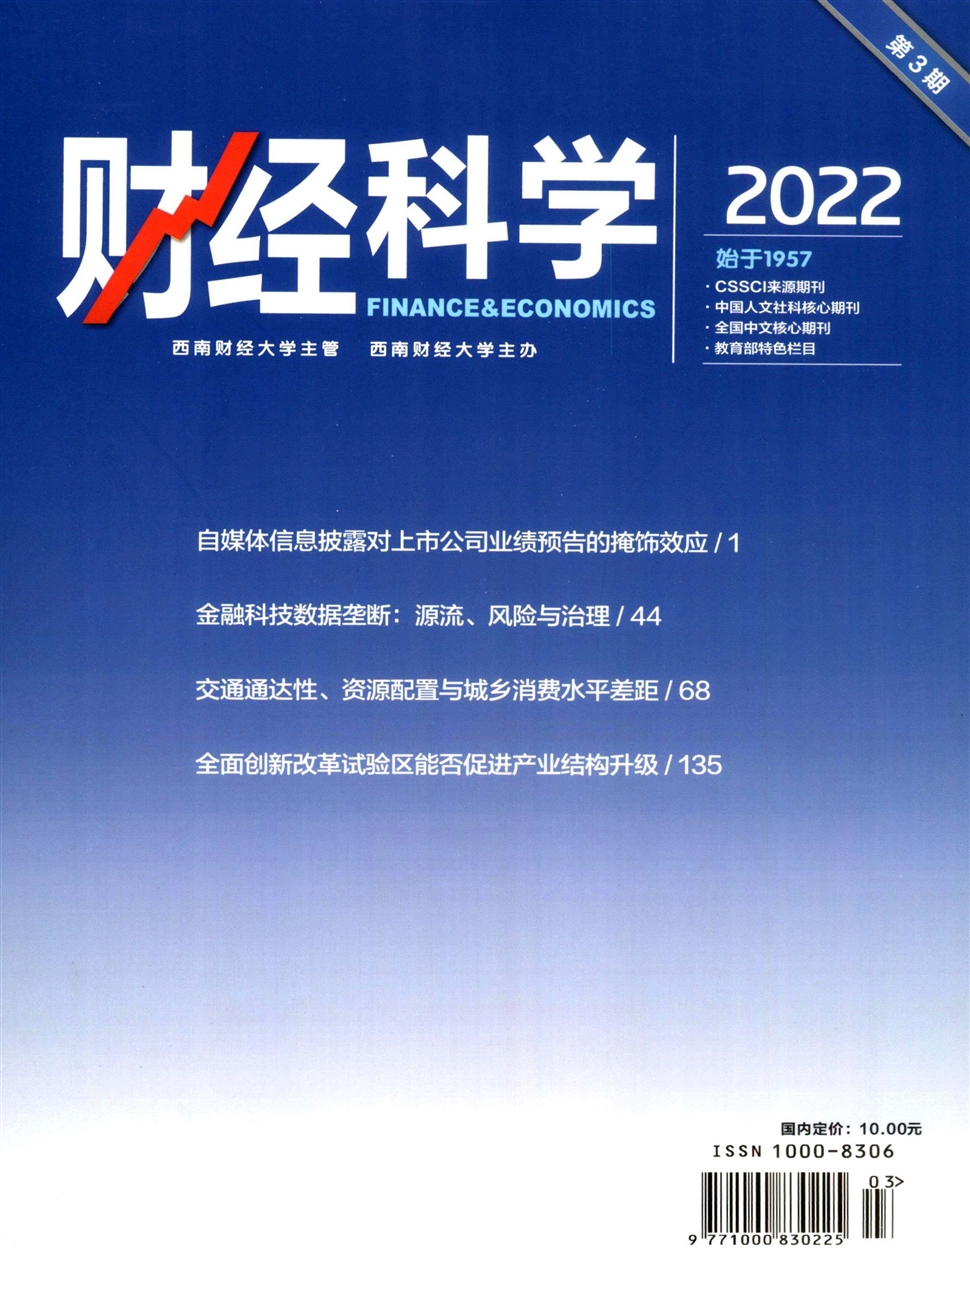 第3期
财经科学
FINANCE&ECONOMICS
西南财经大学主管 西南财经大学主办
2022
始于1957
·CSSCI来源期刊
·中国人文社科核心期刊
·全国中文核心期刊
·教育部特色栏目
自媒体信息披露对上市公司业绩预告的掩饰效应 / 1
金融科技数据垄断：源流、风险与治理 / 44
交通通达性、资源配置与城乡消费水平差距 / 68
全面创新改革试验区能否促进产业结构升级 / 135
国内定价：10.00元
ISSN 1000-8306
03>
9 771000 830225